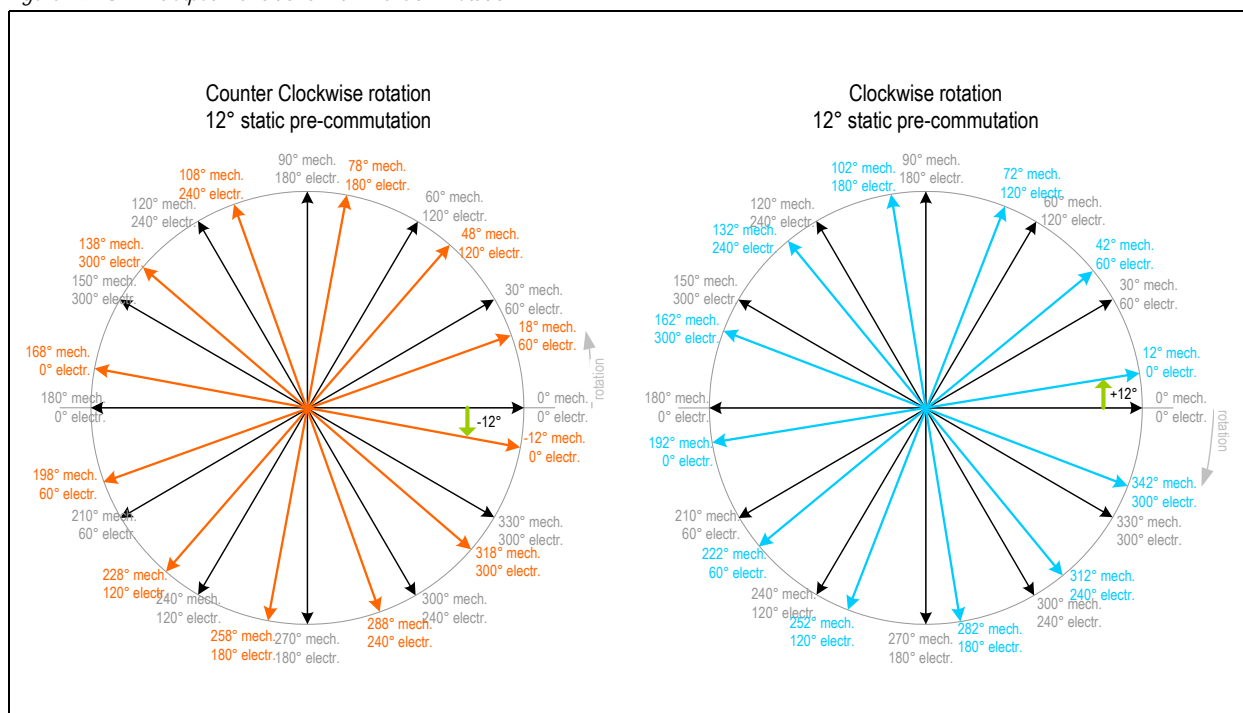 Counter Clockwise rotation
12° static pre-commutation
90° mech.
180° electr.
78° mech.
180° electr.
108° mech.
240° electr.
60° mech.
120° electr.
120° mech.
240° electr.
48° mech.
120° electr.
138° mech.
300° electr.
150° mech.
300° electr.
30° mech.
60° electr.
18° mech.
60° electr.
168° mech.
0° electr.
rotation
180° mech.
0° electr.
0° mech.
0° electr.
-12°
-12° mech.
0° electr.
198° mech.
60° electr.
210° mech.
60° electr.
330° mech.
300° electr.
318° mech.
300° electr.
228° mech.
120° electr.
240° mech.
120° electr.
300° mech.
240° electr.
258° mech.
180° electr.
270° mech.
180° electr.
288° mech.
240° electr.
Clockwise rotation
12° static pre-commutation
90° mech.
180° electr.
102° mech.
180° electr.
72° mech.
120° electr.
120° mech.
240° electr.
60° mech.
120° electr.
132° mech.
240° electr.
42° mech.
60° electr.
150° mech.
300° electr.
30° mech.
60° electr.
162° mech.
300° electr.
12° mech.
0° electr.
+12°
180° mech.
0° electr.
0° mech.
0° electr.
rotation
192° mech.
0° electr.
342° mech.
300° electr.
210° mech.
60° electr.
330° mech.
300° electr.
222° mech.
60° electr.
312° mech.
240° electr.
240° mech.
120° electr.
300° mech.
240° electr.
252° mech.
120° electr.
270° mech.
180° electr.
282° mech.
180° electr.